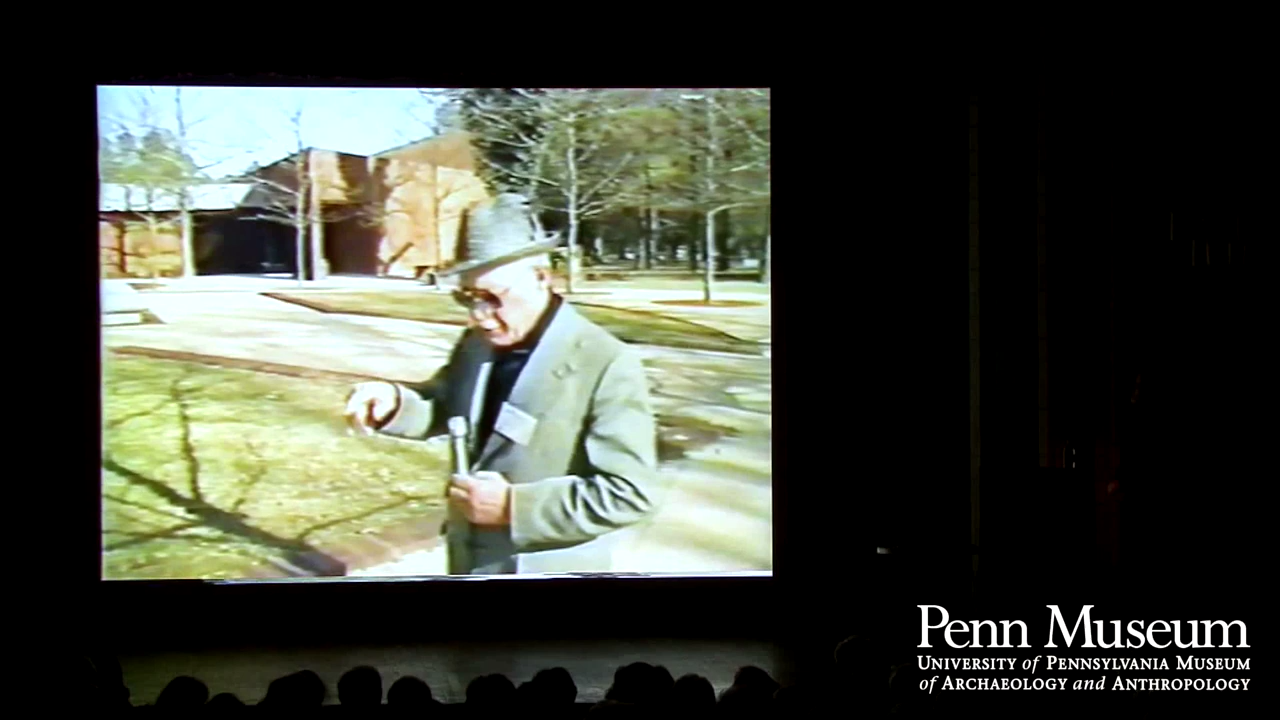 Penn Museum
University of Pennsylvania Museum
of Archaeology and Anthropology